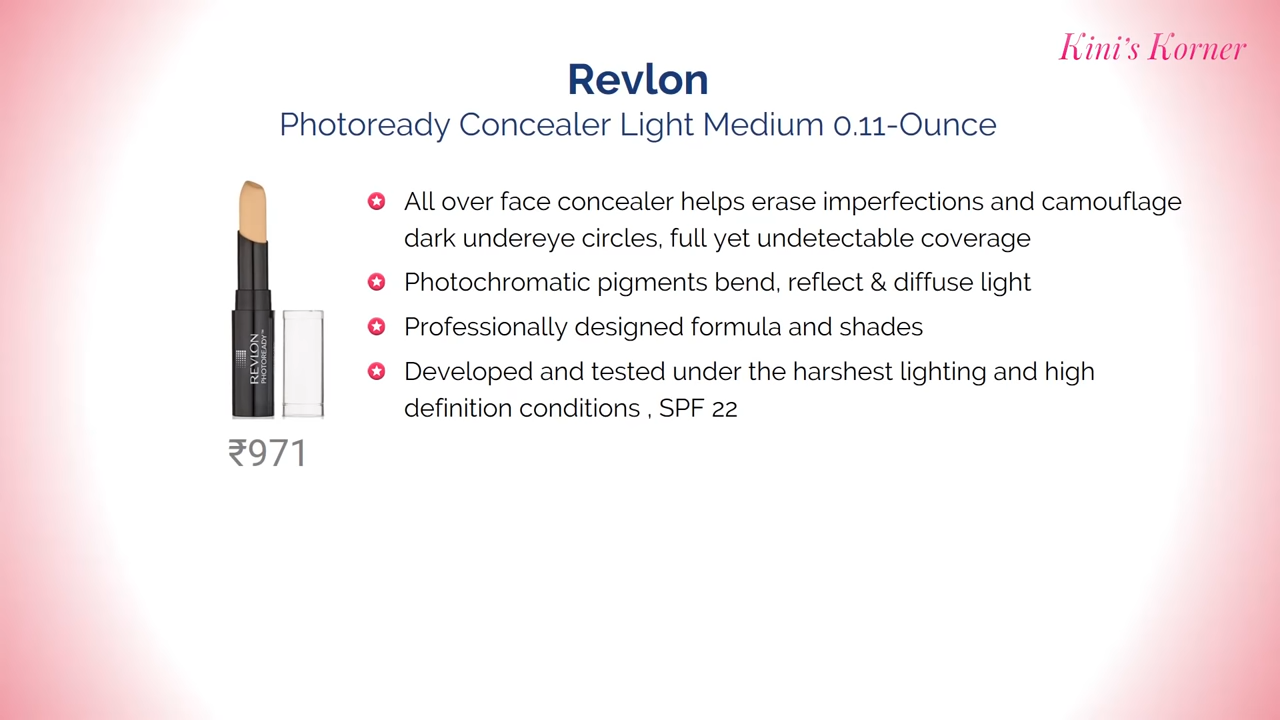 Kini's Korner
Revlon
Photoready Concealer Light Medium 0.11-Ounce
All over face concealer helps erase imperfections and camouflage
dark undereye circles, full yet undetectable coverage
Photochromatic pigments bend, reflect & diffuse light
Professionally designed formula and shades
Developed and tested under the harshest lighting and high
definition conditions , SPF 22
REVLON
PHOTOREADY™
₹971